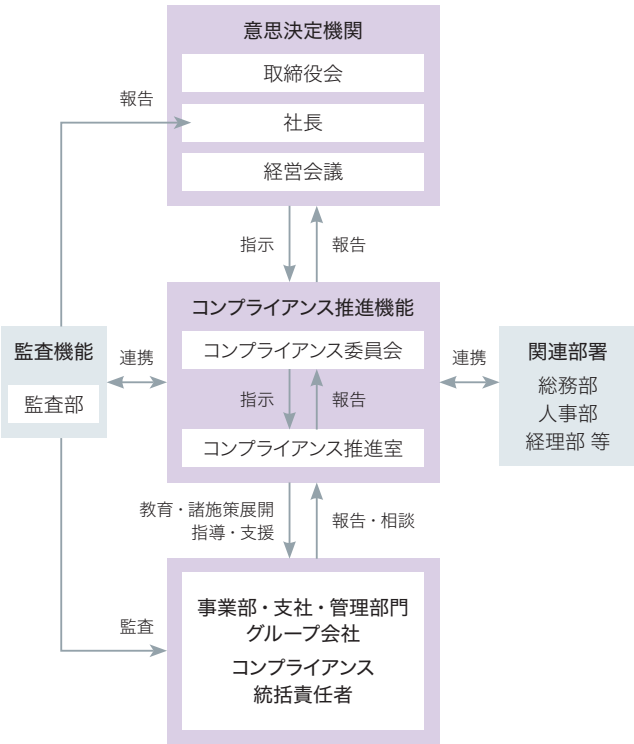 意思決定機関
取締役会
報告
社長
経営会議
指示
報告
コンプライアンス推進機能
監査機能
監査部
連携
コンプライアンス委員会
指示
報告
コンプライアンス推進室
連携
関連部署
総務部
人事部
経理部 等
教育・諸施策展開
指導・支援
報告・相談
監査
事業部・支社・管理部門
グループ会社
コンプライアンス
統括責任者